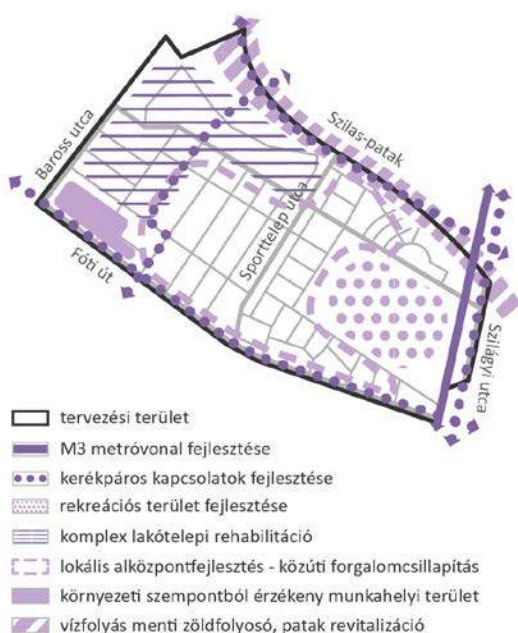 Baross utca
Szilas-patak
Sporttelep utca
Fóti út
Szilágyi utca
tervezési terület
M3 metróvonal fejlesztése
kerékpáros kapcsolatok fejlesztése
rekreációs terület fejlesztése
komplex lakótelepi rehabilitáció
lokális alközpontfejlesztés - közúti forgalomcsillapítás
környezeti szempontból érzékeny munkahelyi terület
vízfolyás menti zöldfolyosó, patak revitalizáció